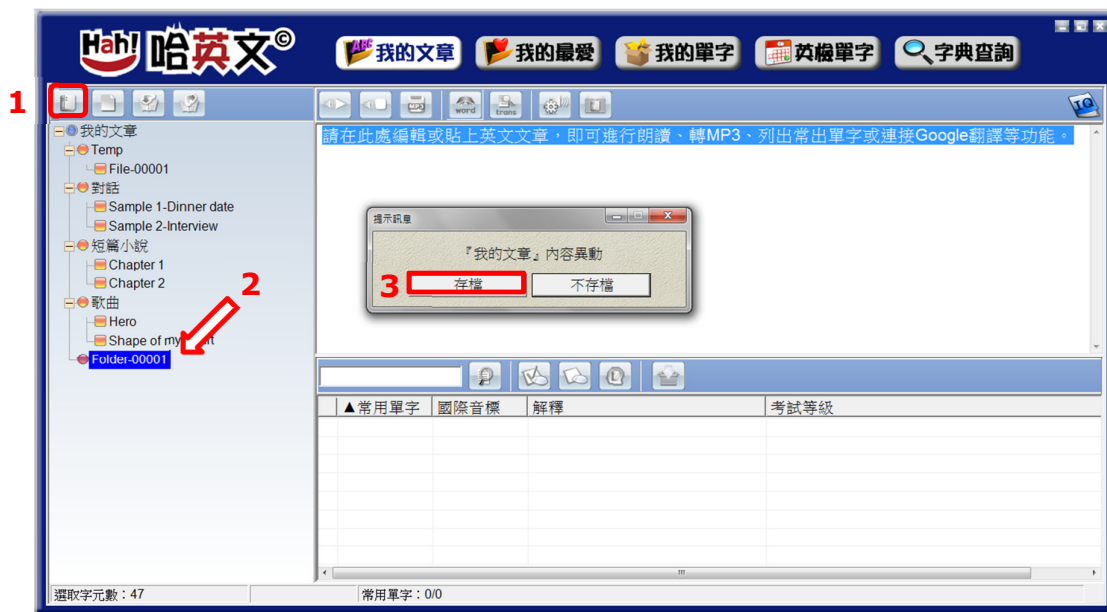 Hah! 哈英文©
ABC 我的文章
我的最愛
我的單字
英檢單字
字典查詢
1
MP3
word
trans
IQ
我的文章
請在此處編輯或貼上英文文章，即可進行朗讀、轉MP3、列出常出單字或連接Google翻譯等功能。
Temp
File-00001
對話
Sample 1-Dinner date
Sample 2-Interview
短篇小說
Chapter 1
Chapter 2
歌曲
Hero
Shape of my
2
Folder-00001
提示訊息
『我的文章』內容異動
3
存檔
不存檔
▲常用單字
國際音標
解釋
考試等級
選取字元數：47
常用單字：0/0